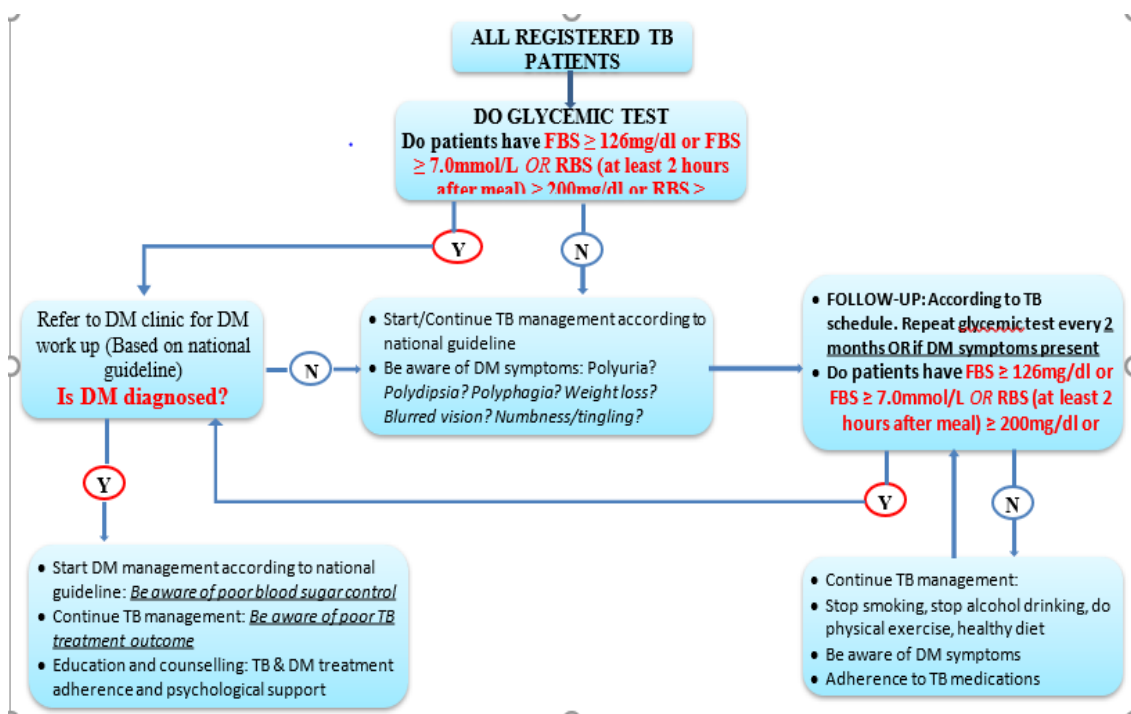 ALL REGISTERED TB
PATIENTS
DO GLYCEMIC TEST
Do patients have FBS ≥ 126mg/dl or FBS
≥ 7.0mmol/L OR RBS (at least 2 hours
after meal) ≥ 200mg/dl or RBS ≥
Y
N
Refer to DM clinic for DM
work up (Based on national
guideline)
Is DM diagnosed?
N
• Start/Continue TB management according to
national guideline
• Be aware of DM symptoms: Polyuria?
Polydipsia? Polyphagia? Weight loss?
Blurred vision? Numbness/tingling?
• FOLLOW-UP: According to TB
schedule. Repeat glycemic test every 2
months OR if DM symptoms present
• Do patients have FBS ≥ 126mg/dl or
FBS ≥ 7.0mmol/L OR RBS (at least 2
hours after meal) ≥ 200mg/dl or
Y
Y
N
• Start DM management according to national
guideline: Be aware of poor blood sugar control
• Continue TB management: Be aware of poor TB
treatment outcome
• Education and counselling: TB & DM treatment
adherence and psychological support
• Continue TB management:
• Stop smoking, stop alcohol drinking, do
physical exercise, healthy diet
• Be aware of DM symptoms
• Adherence to TB medications